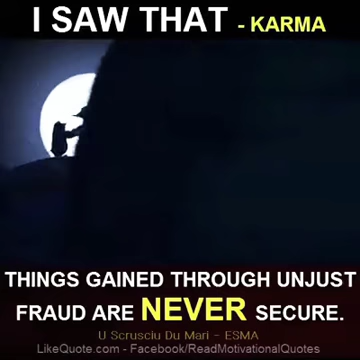 I SAW THAT - KARMA
THINGS GAINED THROUGH UNJUST
FRAUD ARE NEVER SECURE.
U Scrusciu Du Mari - ESMA
LikeQuote.com - Facebook/ReadMotivationalQuotes